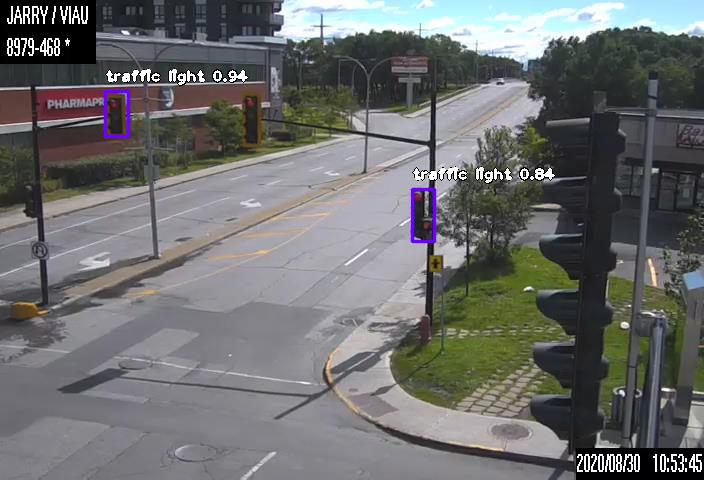 JARRY / VIAU
8979-468 *
traffic light 0.94
PHARMAPR
traffic light 0.84
2020/08/30 10:53:45